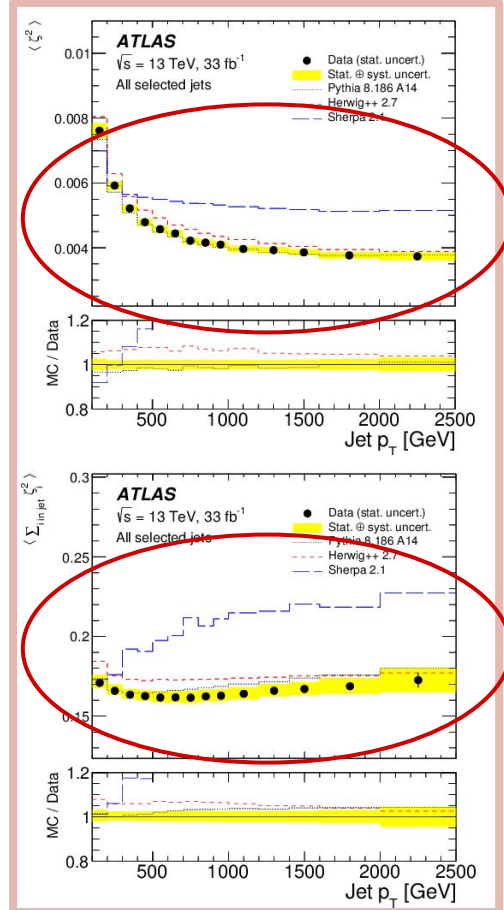 ⟨ ζ² ⟩
0.01
ATLAS
√s = 13 TeV, 33 fb⁻¹
All selected jets
Data (stat. uncert.)
Stat. ⊕ syst. uncert.
Pythia 8.186 A14
Herwig++ 2.7
Sherpa 2.1
0.008
0.006
0.004
MC / Data
1.2
1
0.8
500 1000 1500 2000 2500
Jet pT [GeV]
⟨ Σi in jet ζi² ⟩
0.3
ATLAS
√s = 13 TeV, 33 fb⁻¹
All selected jets
Data (stat. uncert.)
Stat. ⊕ syst. uncert.
Pythia 8.186 A14
Herwig++ 2.7
Sherpa 2.1
0.25
0.2
0.15
MC / Data
1.2
1
0.8
500 1000 1500 2000 2500
Jet pT [GeV]